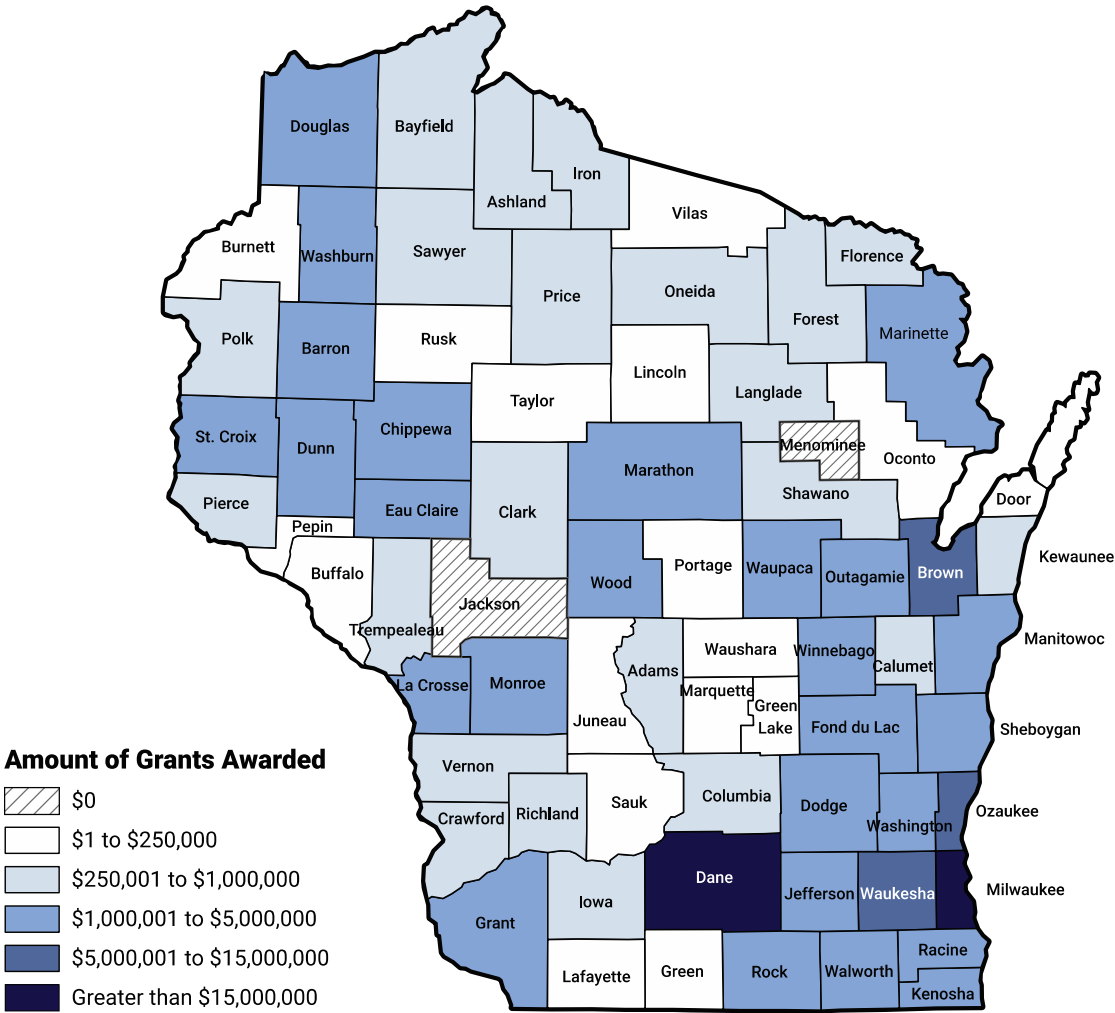 Douglas
Bayfield
Iron
Ashland
Vilas
Burnett
Washburn
Sawyer
Florence
Price
Oneida
Forest
Marinette
Polk
Barron
Rusk
Lincoln
Langlade
Taylor
St. Croix
Dunn
Chippewa
Menominee
Oconto
Marathon
Shawano
Pierce
Eau Claire
Clark
Door
Pepin
Buffalo
Wood
Portage
Waupaca
Outagamie
Brown
Kewaunee
Jackson
Trempealeau
Waushara
Winnebago
Manitowoc
Adams
Calumet
La Crosse
Monroe
Marquette
Green
Lake
Juneau
Fond du Lac
Sheboygan
Amount of Grants Awarded
$0
$1 to $250,000
$250,001 to $1,000,000
$1,000,001 to $5,000,000
$5,000,001 to $15,000,000
Greater than $15,000,000
Vernon
Richland
Sauk
Columbia
Dodge
Ozaukee
Crawford
Washington
Dane
Jefferson
Waukesha
Milwaukee
Iowa
Grant
Racine
Lafayette
Green
Rock
Walworth
Kenosha